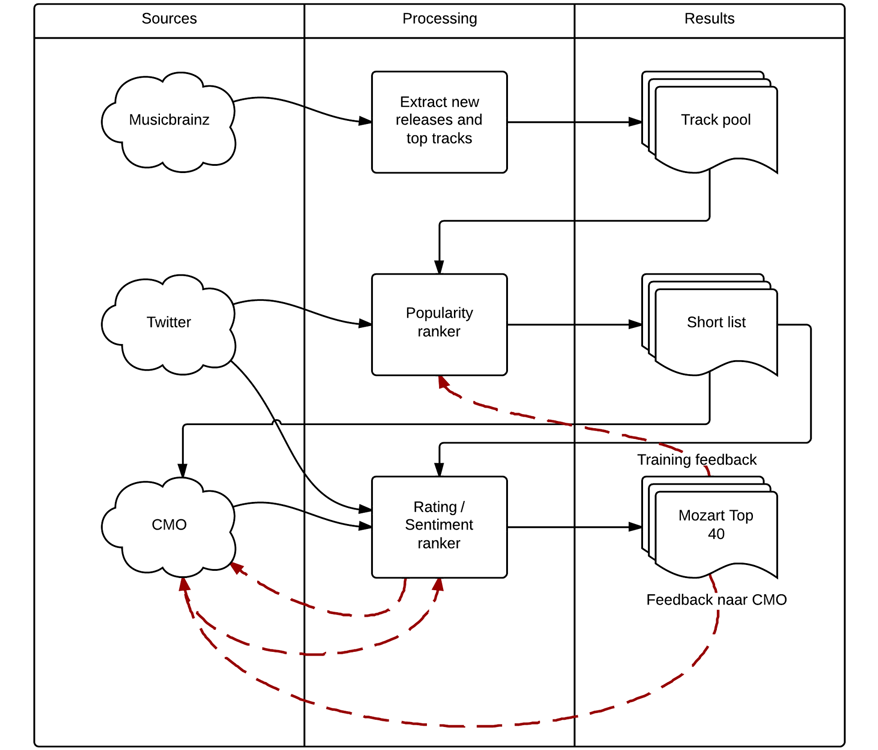 Sources
Processing
Results
Musicbrainz
Extract new
releases and
top tracks
Track pool
Twitter
Popularity
ranker
Short list
Training feedback
CMO
Rating /
Sentiment
ranker
Mozart Top
40
Feedback naar CMO